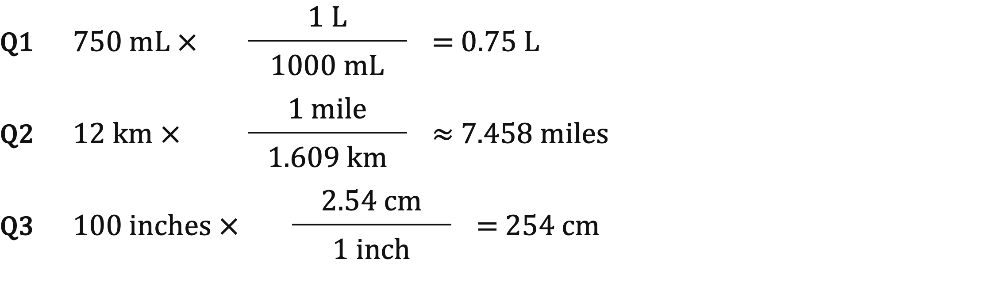 1 L
Q1 750 mL × = 0.75 L
1000 mL
1 mile
Q2 12 km × ≈ 7.458 miles
1.609 km
2.54 cm
Q3 100 inches × = 254 cm
1 inch